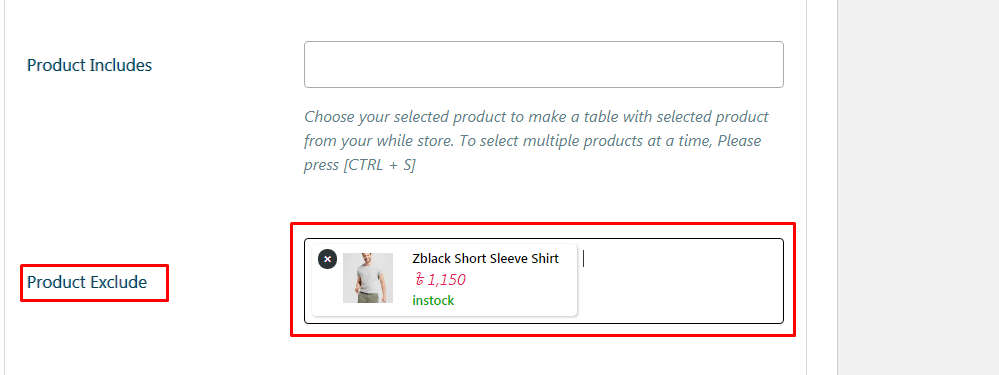 Product Includes
Choose your selected product to make a table with selected product
from your while store. To select multiple products at a time, Please
press [CTRL + S]
Product Exclude
Zblack Short Sleeve Shirt
৳ 1,150
instock